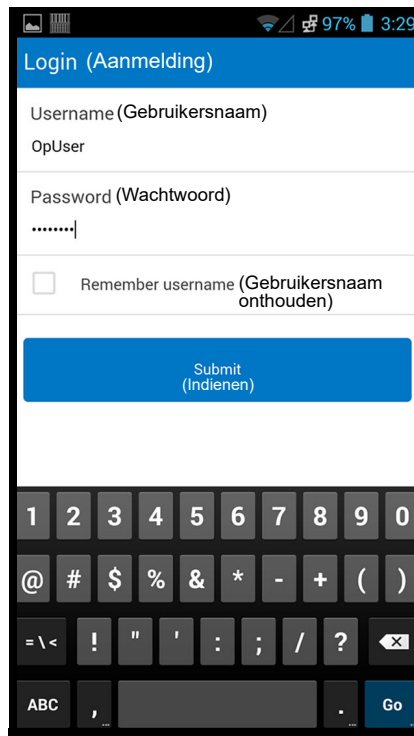 97% 3:29
Login (Aanmelding)
Username (Gebruikersnaam)
OpUser
Password (Wachtwoord)
••••••••
Remember username (Gebruikersnaam
onthouden)
Submit
(Indienen)
1 2 3 4 5 6 7 8 9 0
@ # $ % & * - + ( )
= \ < ! " ' : ; / ?
ABC , . Go